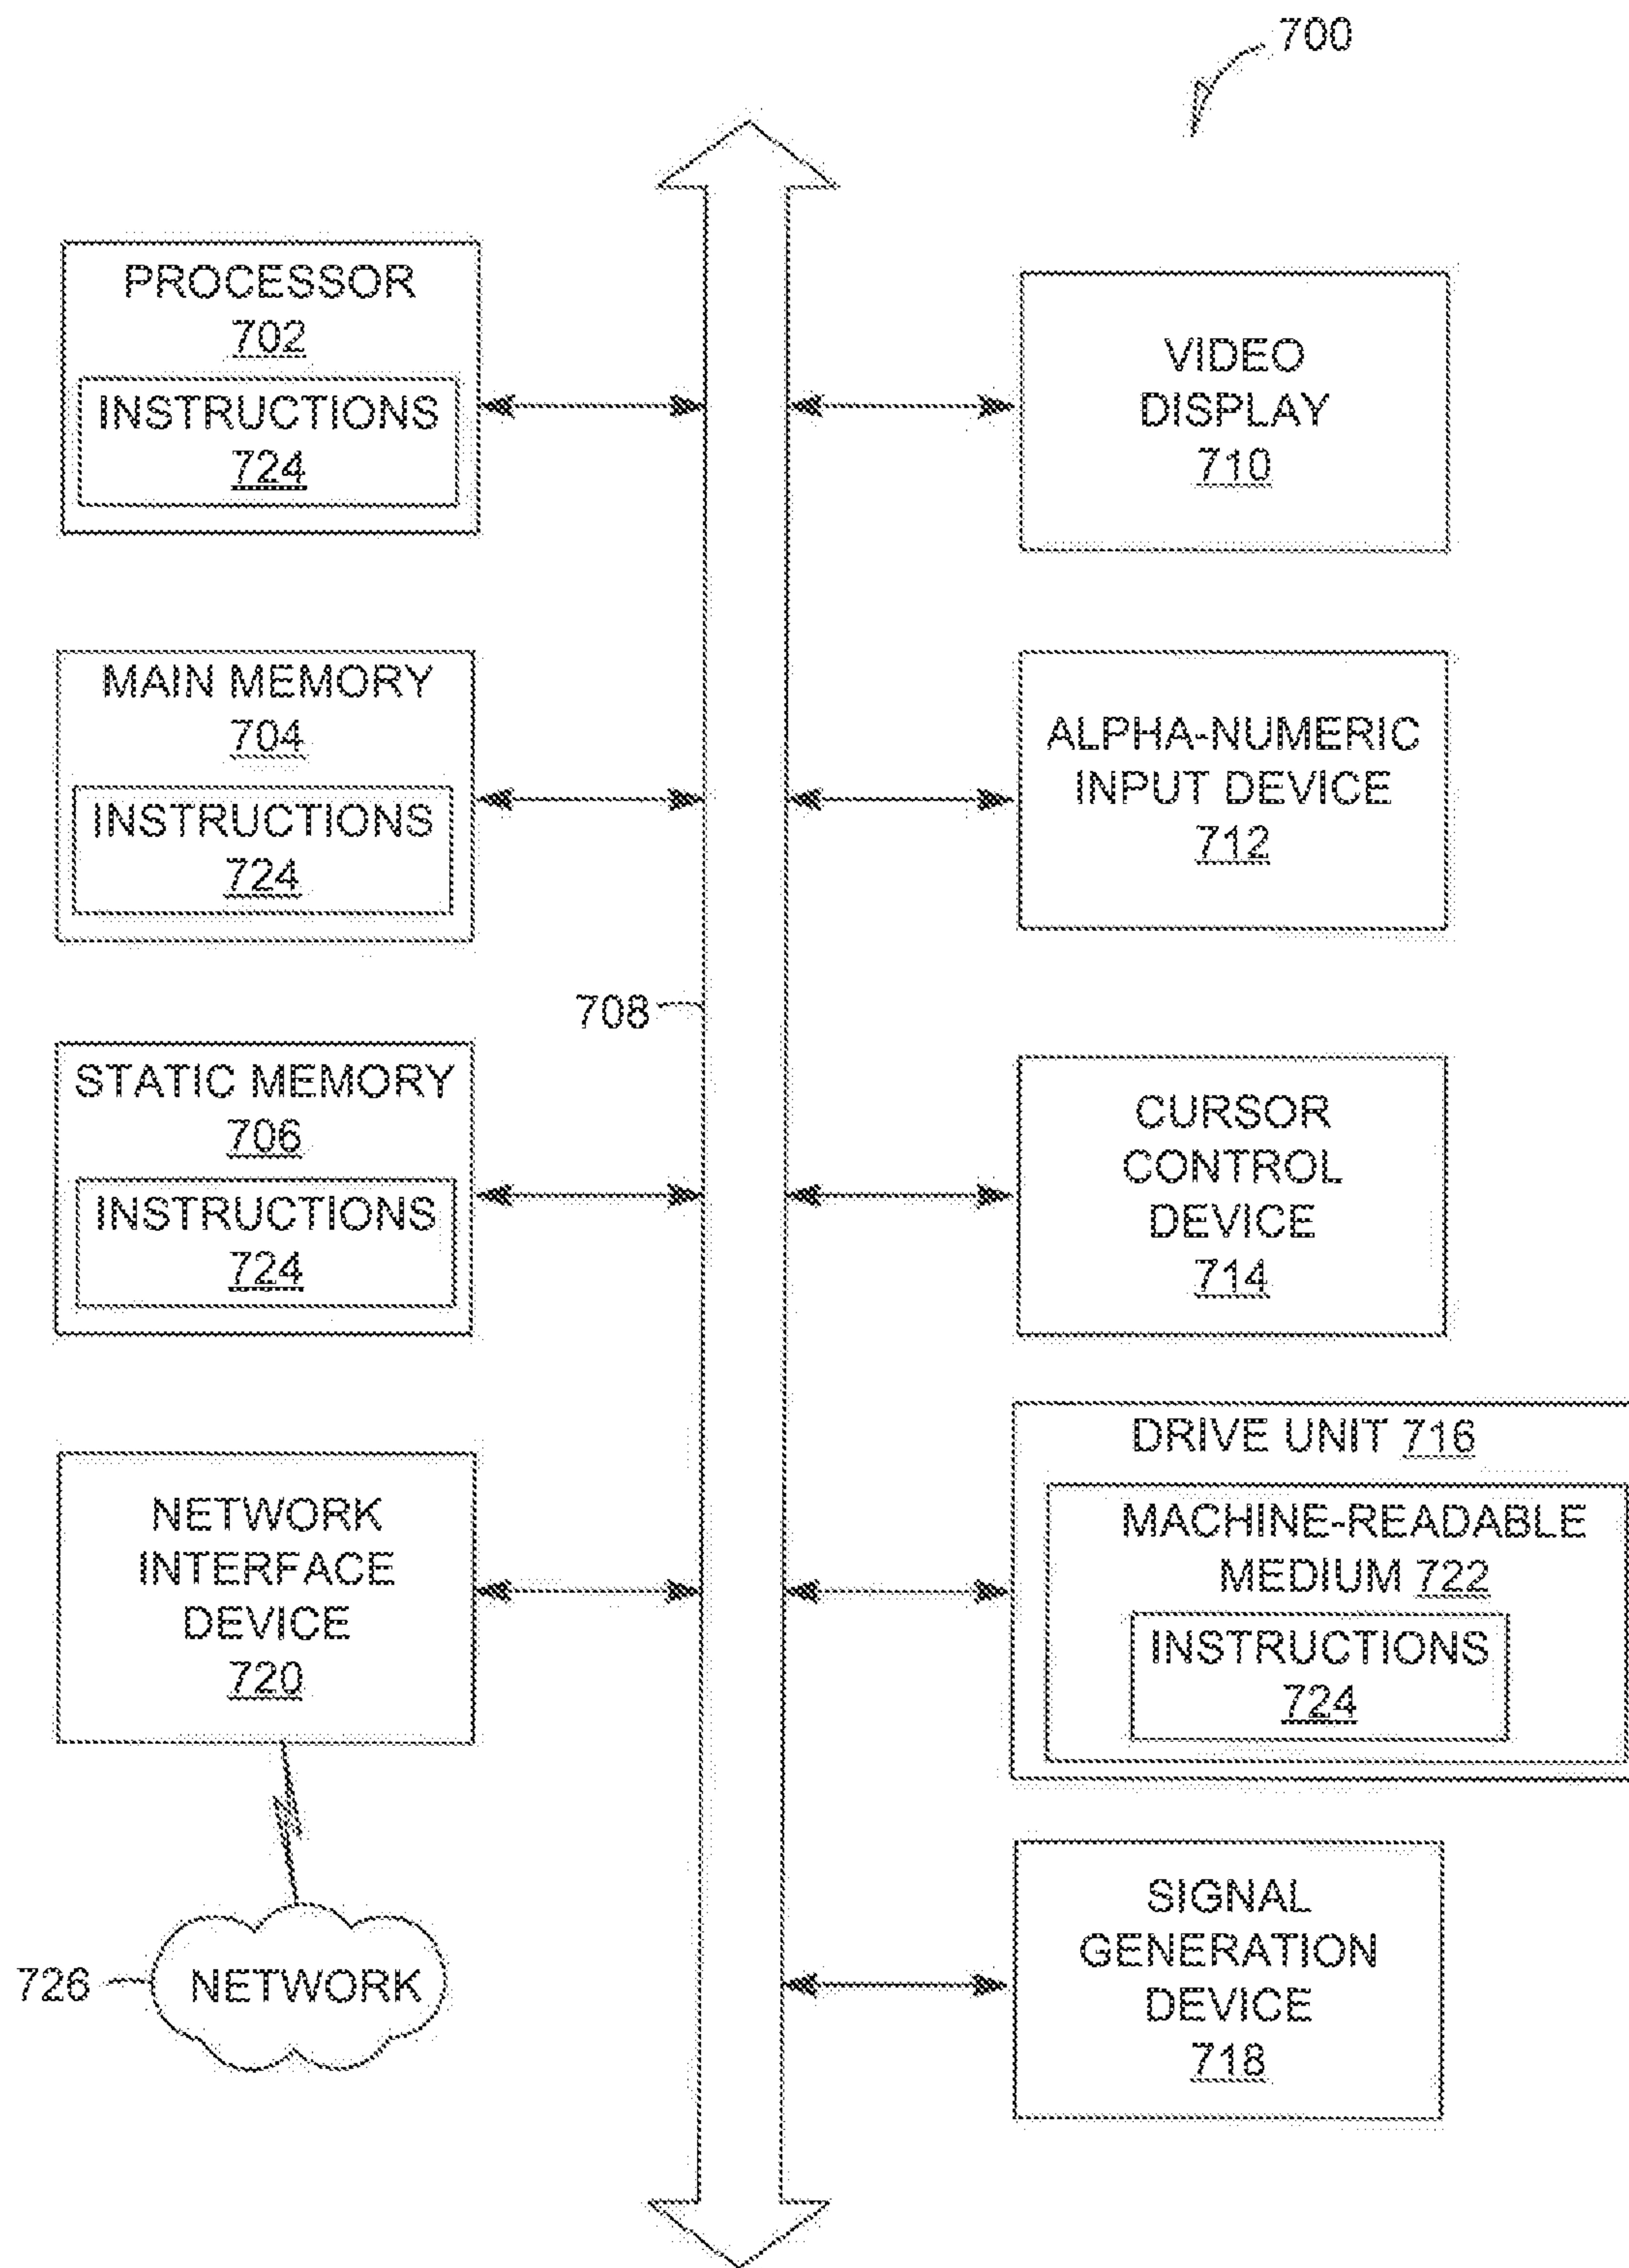 700
PROCESSOR
702
INSTRUCTIONS
724
MAIN MEMORY
704
INSTRUCTIONS
724
708
STATIC MEMORY
706
INSTRUCTIONS
724
NETWORK
INTERFACE
DEVICE
720
726
NETWORK
VIDEO
DISPLAY
710
ALPHA-NUMERIC
INPUT DEVICE
712
CURSOR
CONTROL
DEVICE
714
DRIVE UNIT 716
MACHINE-READABLE
MEDIUM 722
INSTRUCTIONS
724
SIGNAL
GENERATION
DEVICE
718